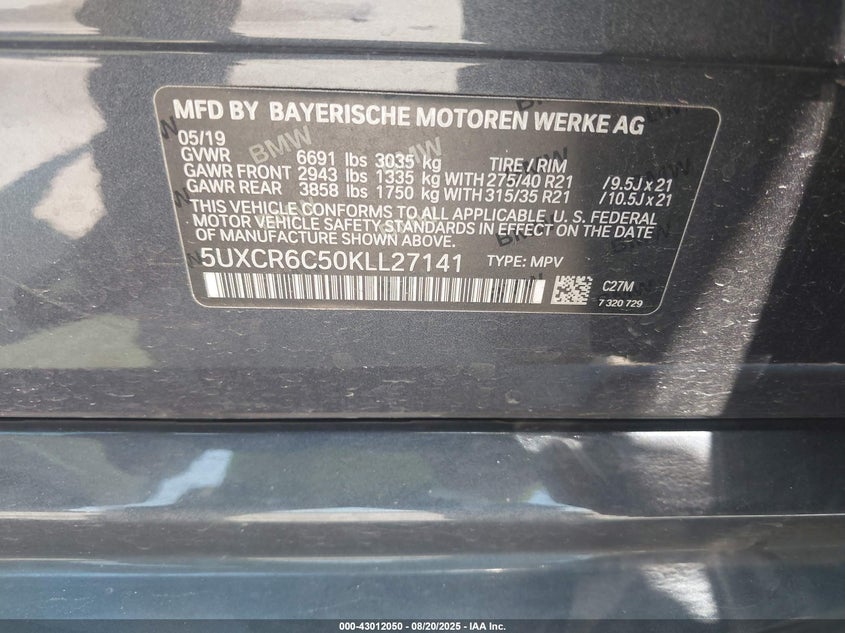 MFD BY BAYERISCHE MOTOREN WERKE AG
05/19
GVWR 6691 lbs 3035 kg TIRE/RIM
GAWR FRONT 2943 lbs 1335 kg WITH 275/40 R21 /9.5J x 21
GAWR REAR 3858 lbs 1750 kg WITH 315/35 R21 /10.5J x 21
THIS VEHICLE CONFORMS TO ALL APPLICABLE U. S. FEDERAL
MOTOR VEHICLE SAFETY STANDARDS IN EFFECT ON THE DATE
OF MANUFACTURE SHOWN ABOVE.
5UXCR6C50KLL27141 TYPE: MPV
C27M
7 320 729
000-43012050 - 08/20/2025 - IAA Inc.